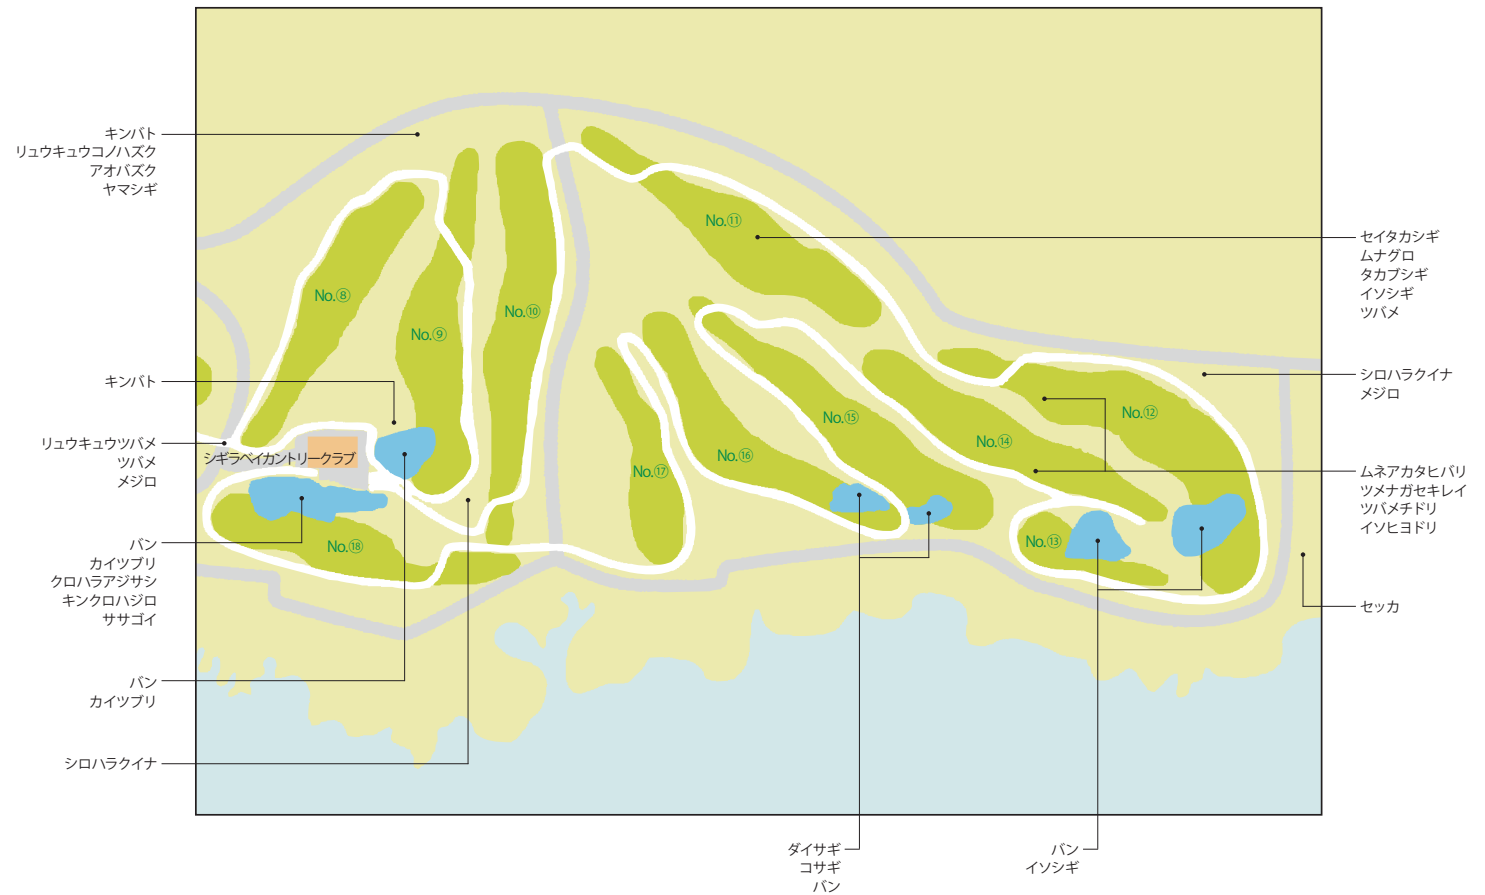 キンバト
リュウキュウコノハズク
アオバズク
ヤマシギ
キンバト
リュウキュウツバメ
ツバメ
メジロ
バン
カイツブリ
クロハラアジサシ
キンクロハジロ
ササゴイ
バン
カイツブリ
シロハラクイナ
No.⑧
No.⑨
No.⑩
No.⑪
No.⑫
No.⑬
No.⑭
No.⑮
No.⑯
No.⑰
No.⑱
シギラベイカントリークラブ
セイタカシギ
ムナグロ
タカブシギ
イソシギ
ツバメ
シロハラクイナ
メジロ
ムネアカタヒバリ
ツメナガセキレイ
ツバメチドリ
イソヒヨドリ
セッカ
ダイサギ
コサギ
バン
バン
イソシギ